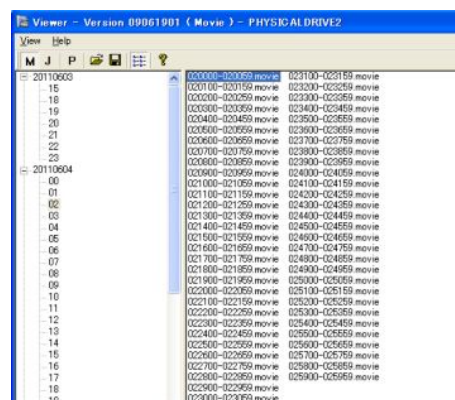 Viewer - Version 09061901 ( Movie ) - PHYSICALDRIVE2
View Help
M J P
20110603
15
18
19
20
21
22
23
20110604
00
01
02
03
04
05
06
07
08
09
10
11
12
13
14
15
16
17
18
020000-020059.movie
020100-020159.movie
020200-020259.movie
020300-020359.movie
020400-020459.movie
020500-020559.movie
020600-020659.movie
020700-020759.movie
020800-020859.movie
020900-020959.movie
021000-021059.movie
021100-021159.movie
021200-021259.movie
021300-021359.movie
021400-021459.movie
021500-021559.movie
021600-021659.movie
021700-021759.movie
021800-021859.movie
021900-021959.movie
022000-022059.movie
022100-022159.movie
022200-022259.movie
022300-022359.movie
022400-022459.movie
022500-022559.movie
022600-022659.movie
022700-022759.movie
022800-022859.movie
022900-022959.movie
023000-023059.movie
023100-023159.movie
023200-023259.movie
023300-023359.movie
023400-023459.movie
023500-023559.movie
023600-023659.movie
023700-023759.movie
023800-023859.movie
023900-023959.movie
024000-024059.movie
024100-024159.movie
024200-024259.movie
024300-024359.movie
024400-024459.movie
024500-024559.movie
024600-024659.movie
024700-024759.movie
024800-024859.movie
024900-024959.movie
025000-025059.movie
025100-025159.movie
025200-025259.movie
025300-025359.movie
025400-025459.movie
025500-025559.movie
025600-025659.movie
025700-025759.movie
025800-025859.movie
025900-025959.movie